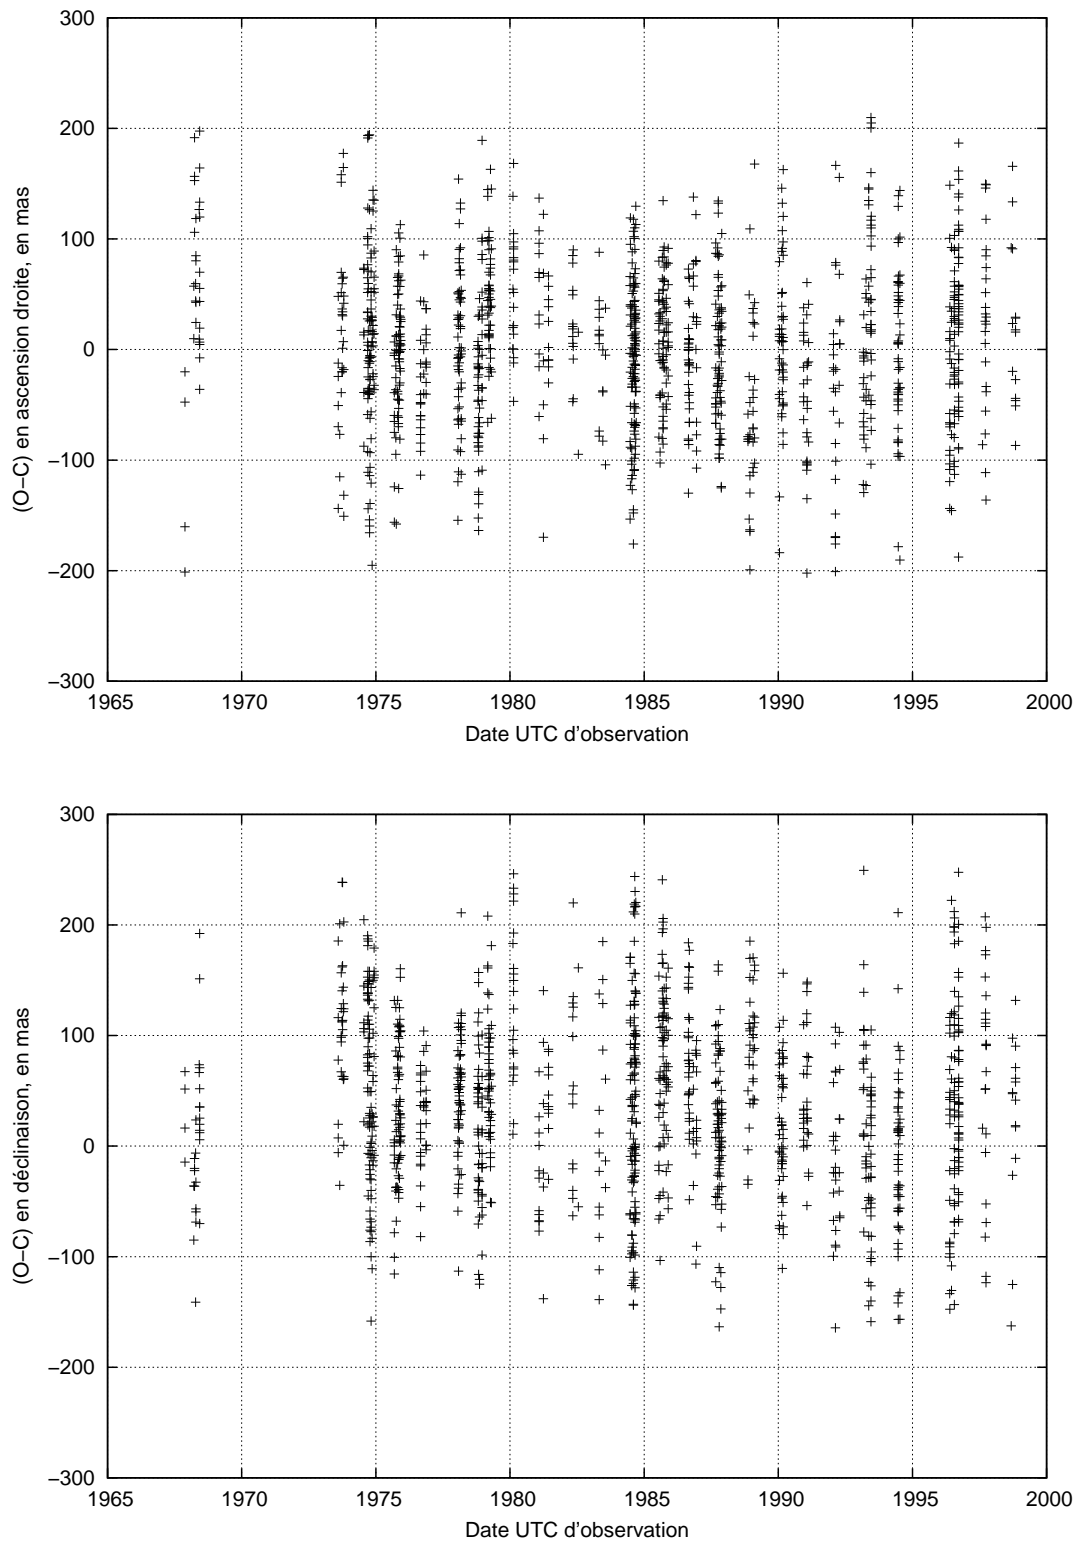 300
200
100
0
−100
−200
−300
(O−C) en ascension droite, en mas
1965 1970 1975 1980 1985 1990 1995 2000
Date UTC d'observation
300
200
100
0
−100
−200
−300
(O−C) en déclinaison, en mas
1965 1970 1975 1980 1985 1990 1995 2000
Date UTC d'observation